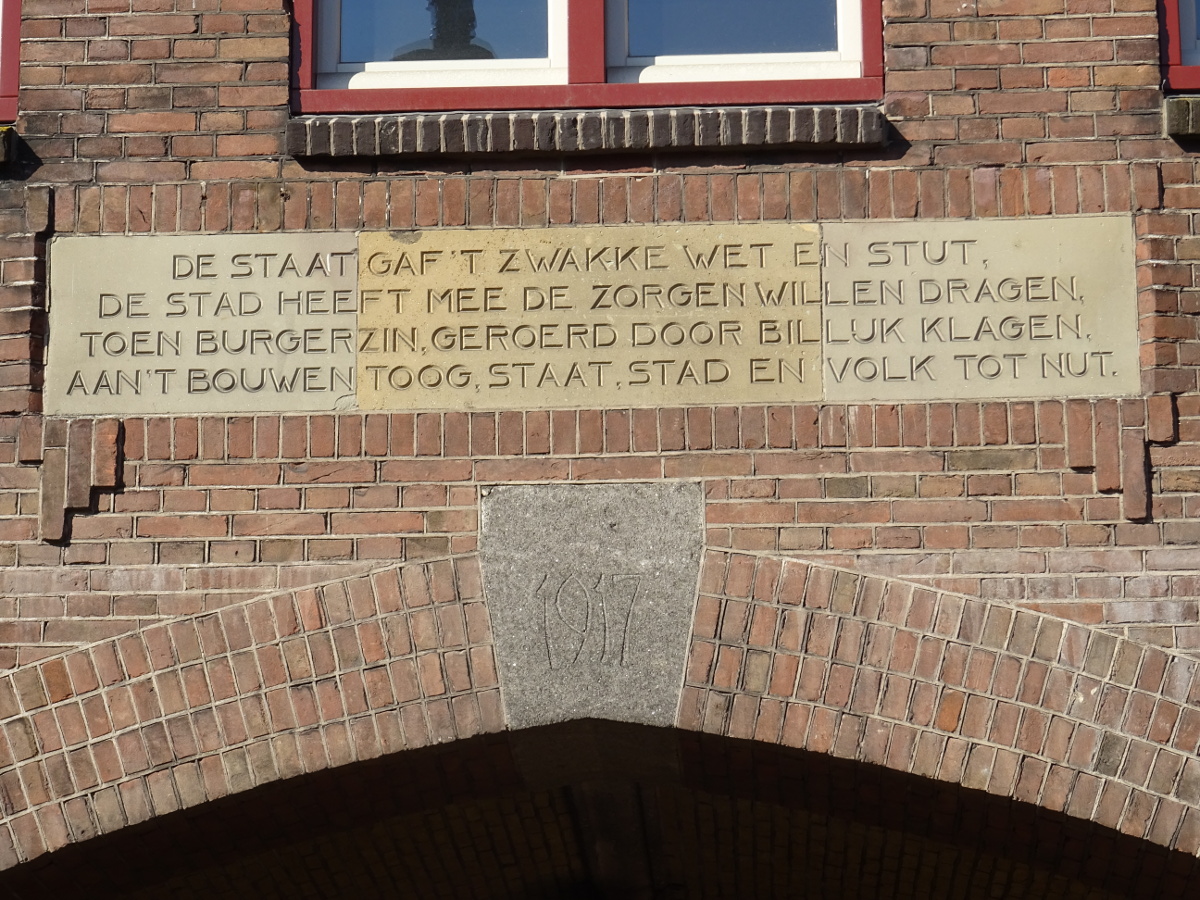 DE STAAT GAF 'T ZWAKKE WET EN STUT,
DE STAD HEEFT MEE DE ZORGEN WILLEN DRAGEN,
TOEN BURGERZIN, GEROERD DOOR BILLIJK KLAGEN,
AAN 'T BOUWEN TOOG, STAAT, STAD EN VOLK TOT NUT.
1917